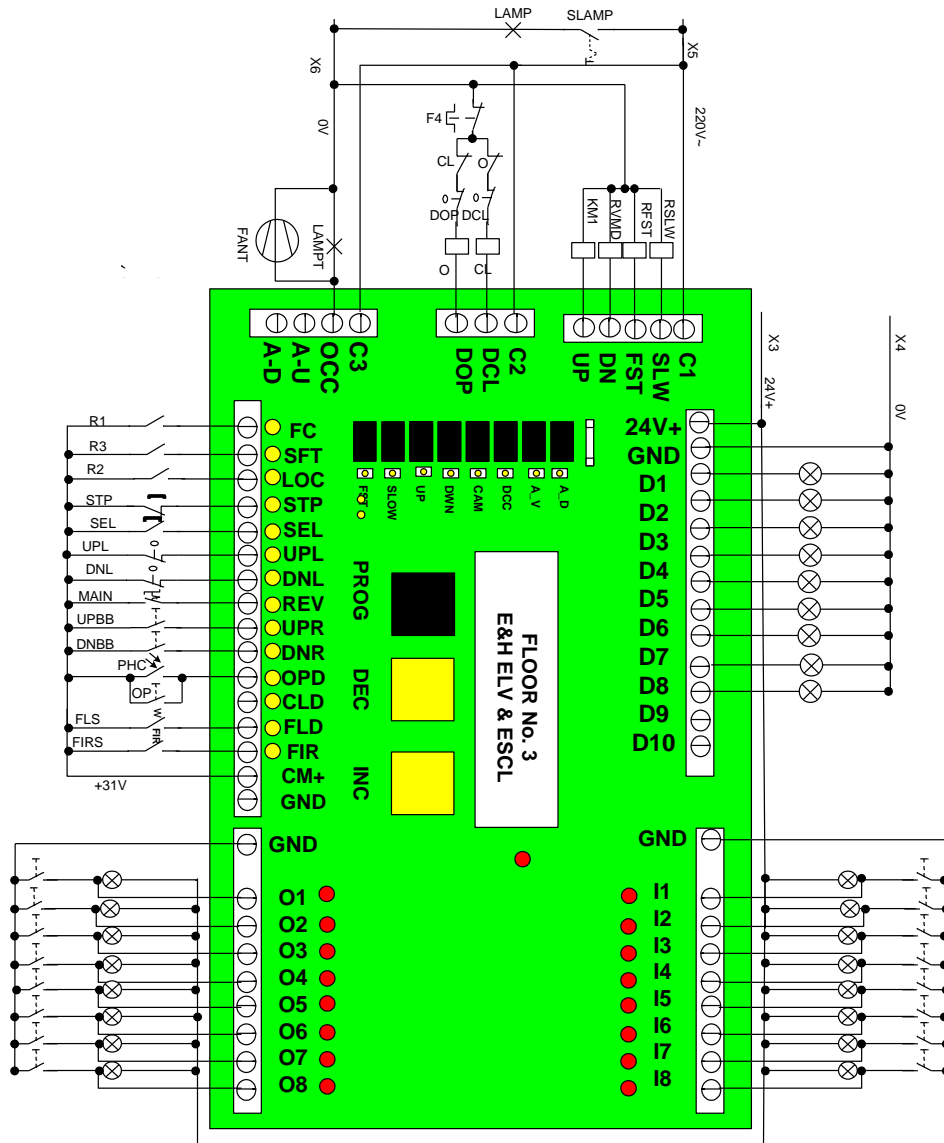 LAMP
SLAMP
X6
X5
0V
220V~
F4
CL
O
DOP
DCL
O
CL
KM1
RVMD
RFST
RSLW
FANT
LAMPT
X3
24V+
X4
0V
A-D
A-U
OCC
C3
DOP
DCL
C2
UP
DN
FST
SLW
C1
R1
R3
R2
STP
SEL
UPL
DNL
MAIN
UPBB
DNBB
PHC
OP
W
FLS
FIR
FIRS
+31V
FC
SFT
LOC
STP
SEL
UPL
DNL
REV
UPR
DNR
OPD
CLD
FLD
FIR
CM+
GND
FST
SLOW
UP
DWN
CAM
DCC
A_V
A_D
PROG
DEC
INC
FLOOR No. 3
E&H ELV & ESCL
24V+
GND
D1
D2
D3
D4
D5
D6
D7
D8
D9
D10
GND
O1
O2
O3
O4
O5
O6
O7
O8
GND
I1
I2
I3
I4
I5
I6
I7
I8